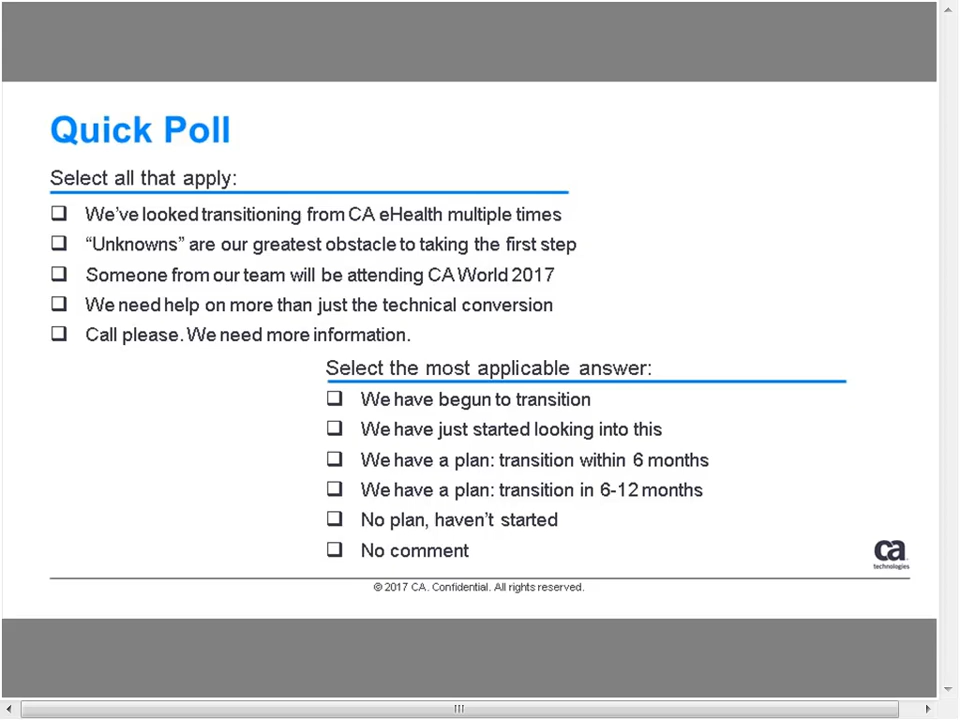 Quick Poll
Select all that apply:
We've looked transitioning from CA eHealth multiple times
“Unknowns” are our greatest obstacle to taking the first step
Someone from our team will be attending CA World 2017
We need help on more than just the technical conversion
Call please. We need more information.
Select the most applicable answer:
We have begun to transition
We have just started looking into this
We have a plan: transition within 6 months
We have a plan: transition in 6-12 months
No plan, haven't started
No comment
ca
technologies
© 2017 CA. Confidential. All rights reserved.